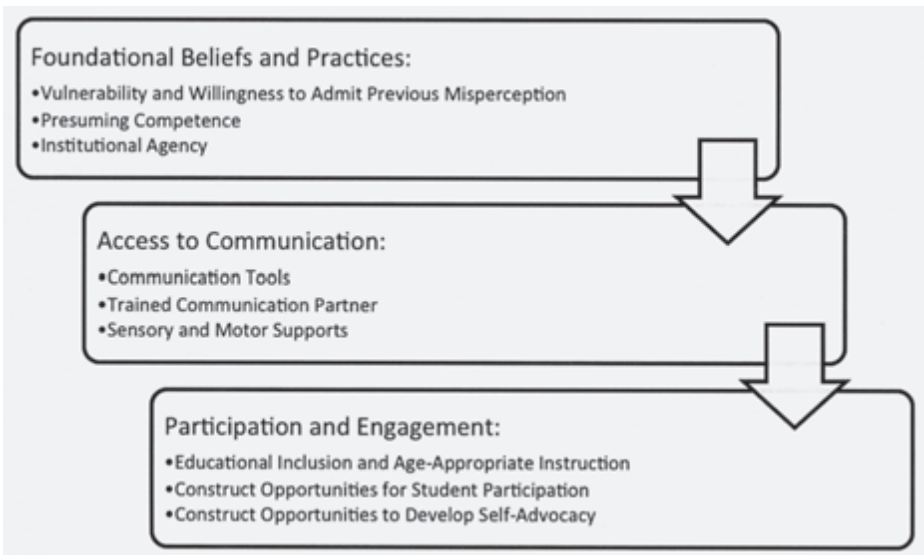 Foundational Beliefs and Practices:
•Vulnerability and Willingness to Admit Previous Misperception
•Presuming Competence
•Institutional Agency
Access to Communication:
•Communication Tools
•Trained Communication Partner
•Sensory and Motor Supports
Participation and Engagement:
•Educational Inclusion and Age-Appropriate Instruction
•Construct Opportunities for Student Participation
•Construct Opportunities to Develop Self-Advocacy